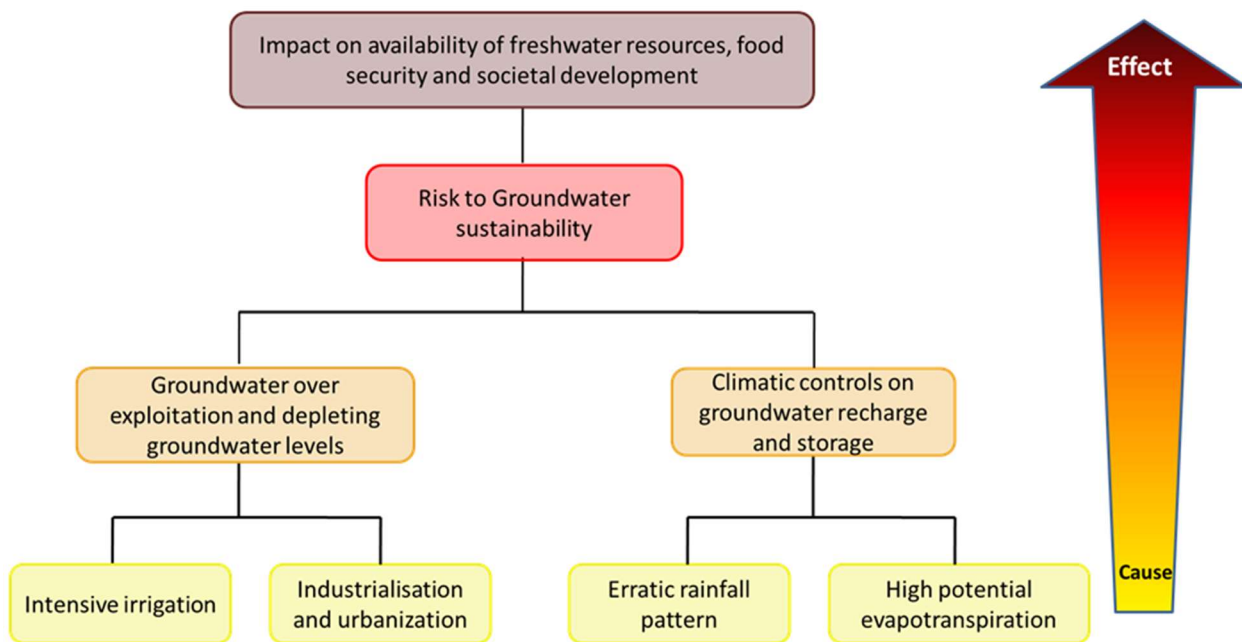 Impact on availability of freshwater resources, food
security and societal development
Effect
Risk to Groundwater
sustainability
Groundwater over
exploitation and depleting
groundwater levels
Climatic controls on
groundwater recharge
and storage
Intensive irrigation
Industrialisation
and urbanization
Erratic rainfall
pattern
High potential
evapotranspiration
Cause